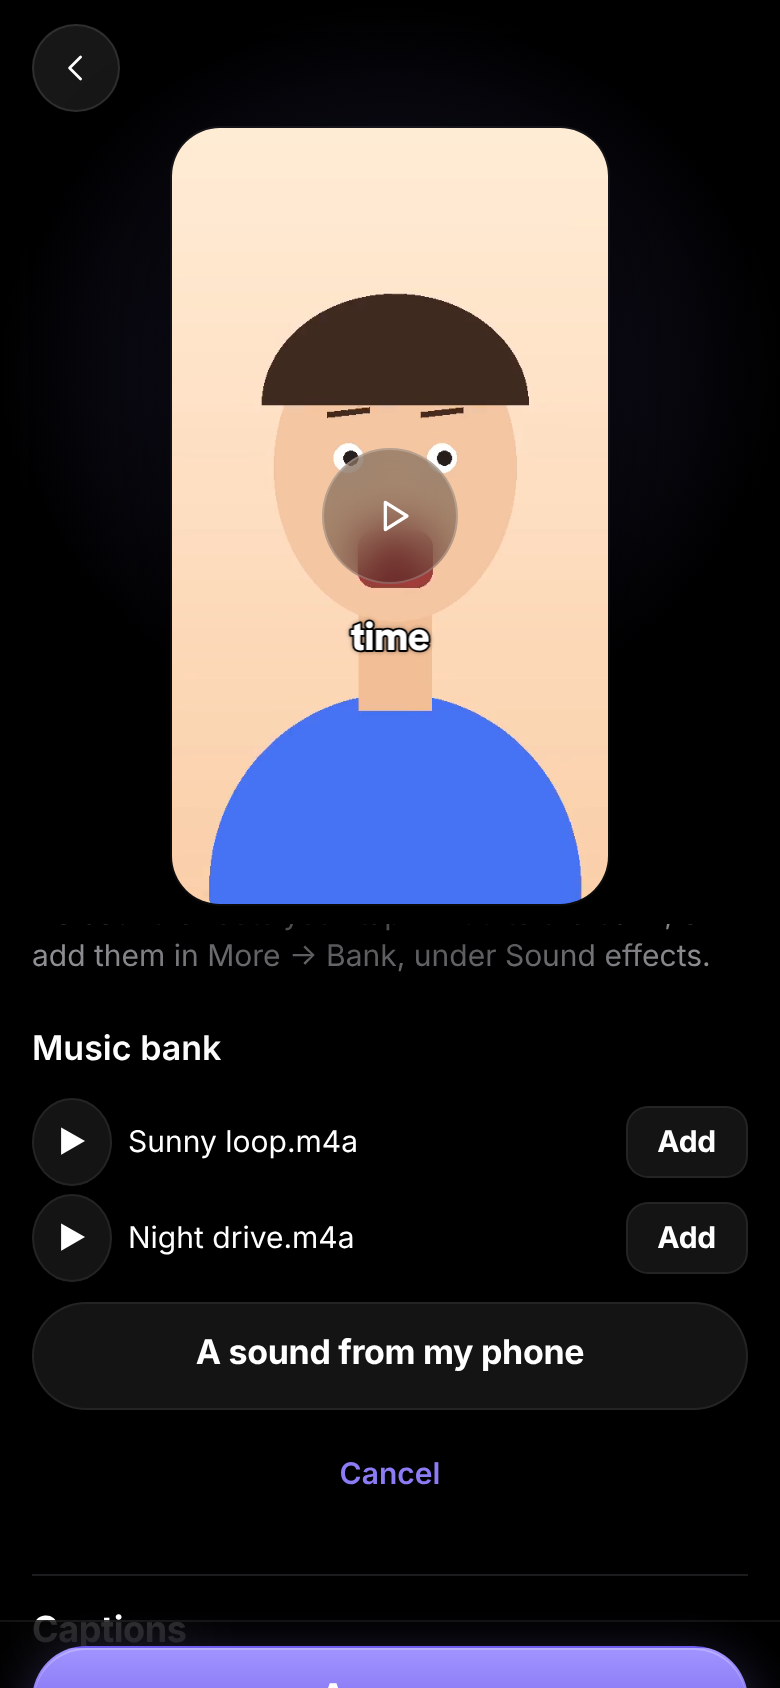 time
add them in More → Bank, under Sound effects.
Music bank
Sunny loop.m4a
Add
Night drive.m4a
Add
A sound from my phone
Cancel
Captions